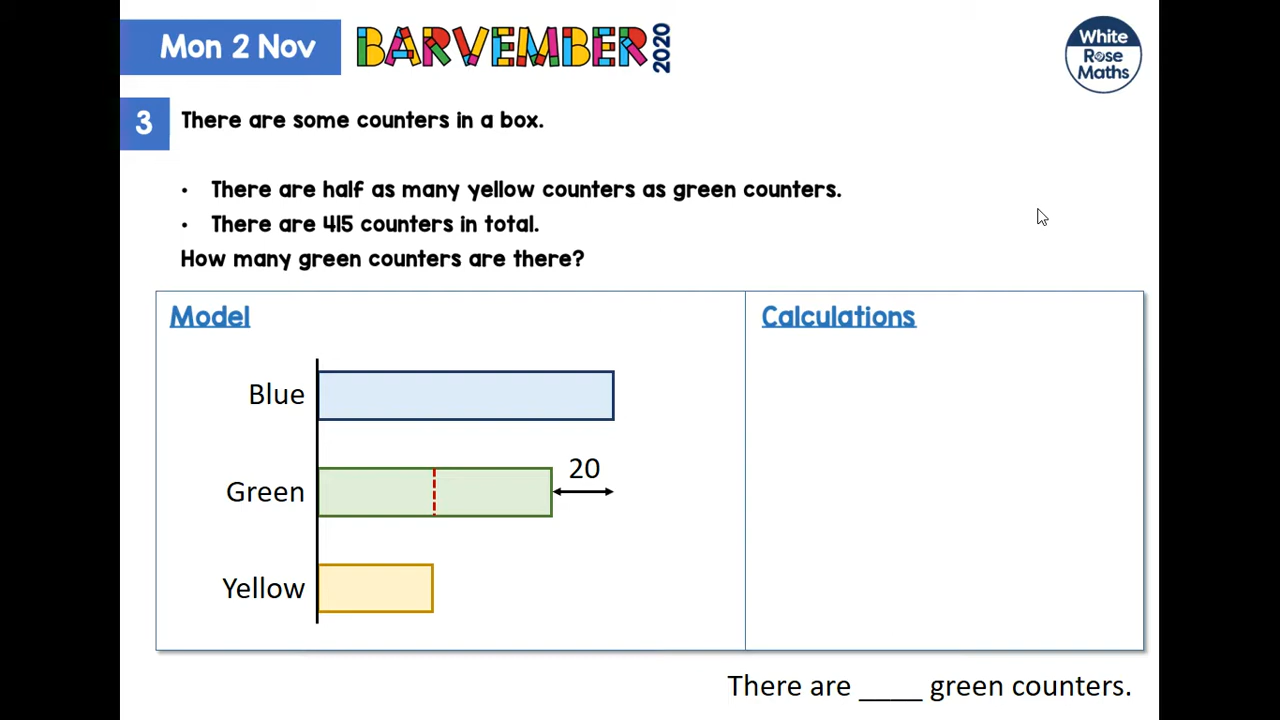 Mon 2 Nov
BARVEMBER 2020
White
Rose
Maths
3
There are some counters in a box.
• There are half as many yellow counters as green counters.
• There are 415 counters in total.
How many green counters are there?
Model
Calculations
Blue
20
Green
Yellow
There are ____ green counters.